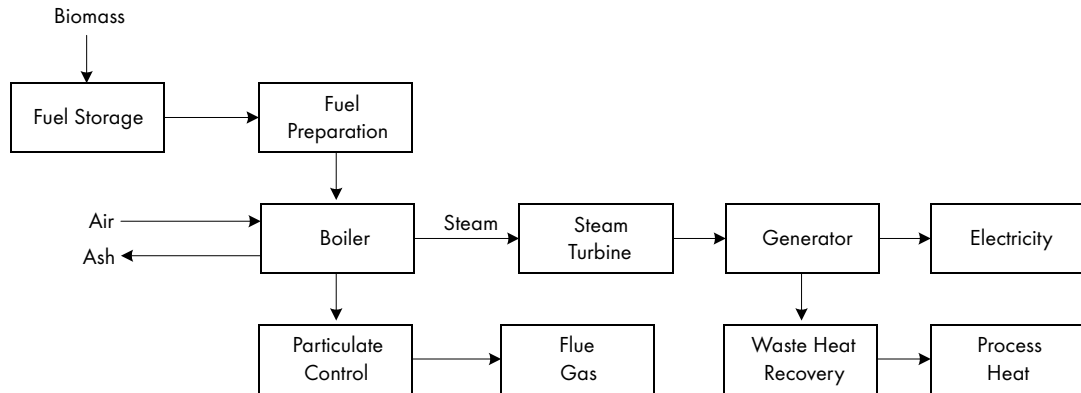 Biomass
Fuel Storage
Fuel
Preparation
Air
Ash
Boiler
Steam
Steam
Turbine
Generator
Electricity
Particulate
Control
Flue
Gas
Waste Heat
Recovery
Process
Heat